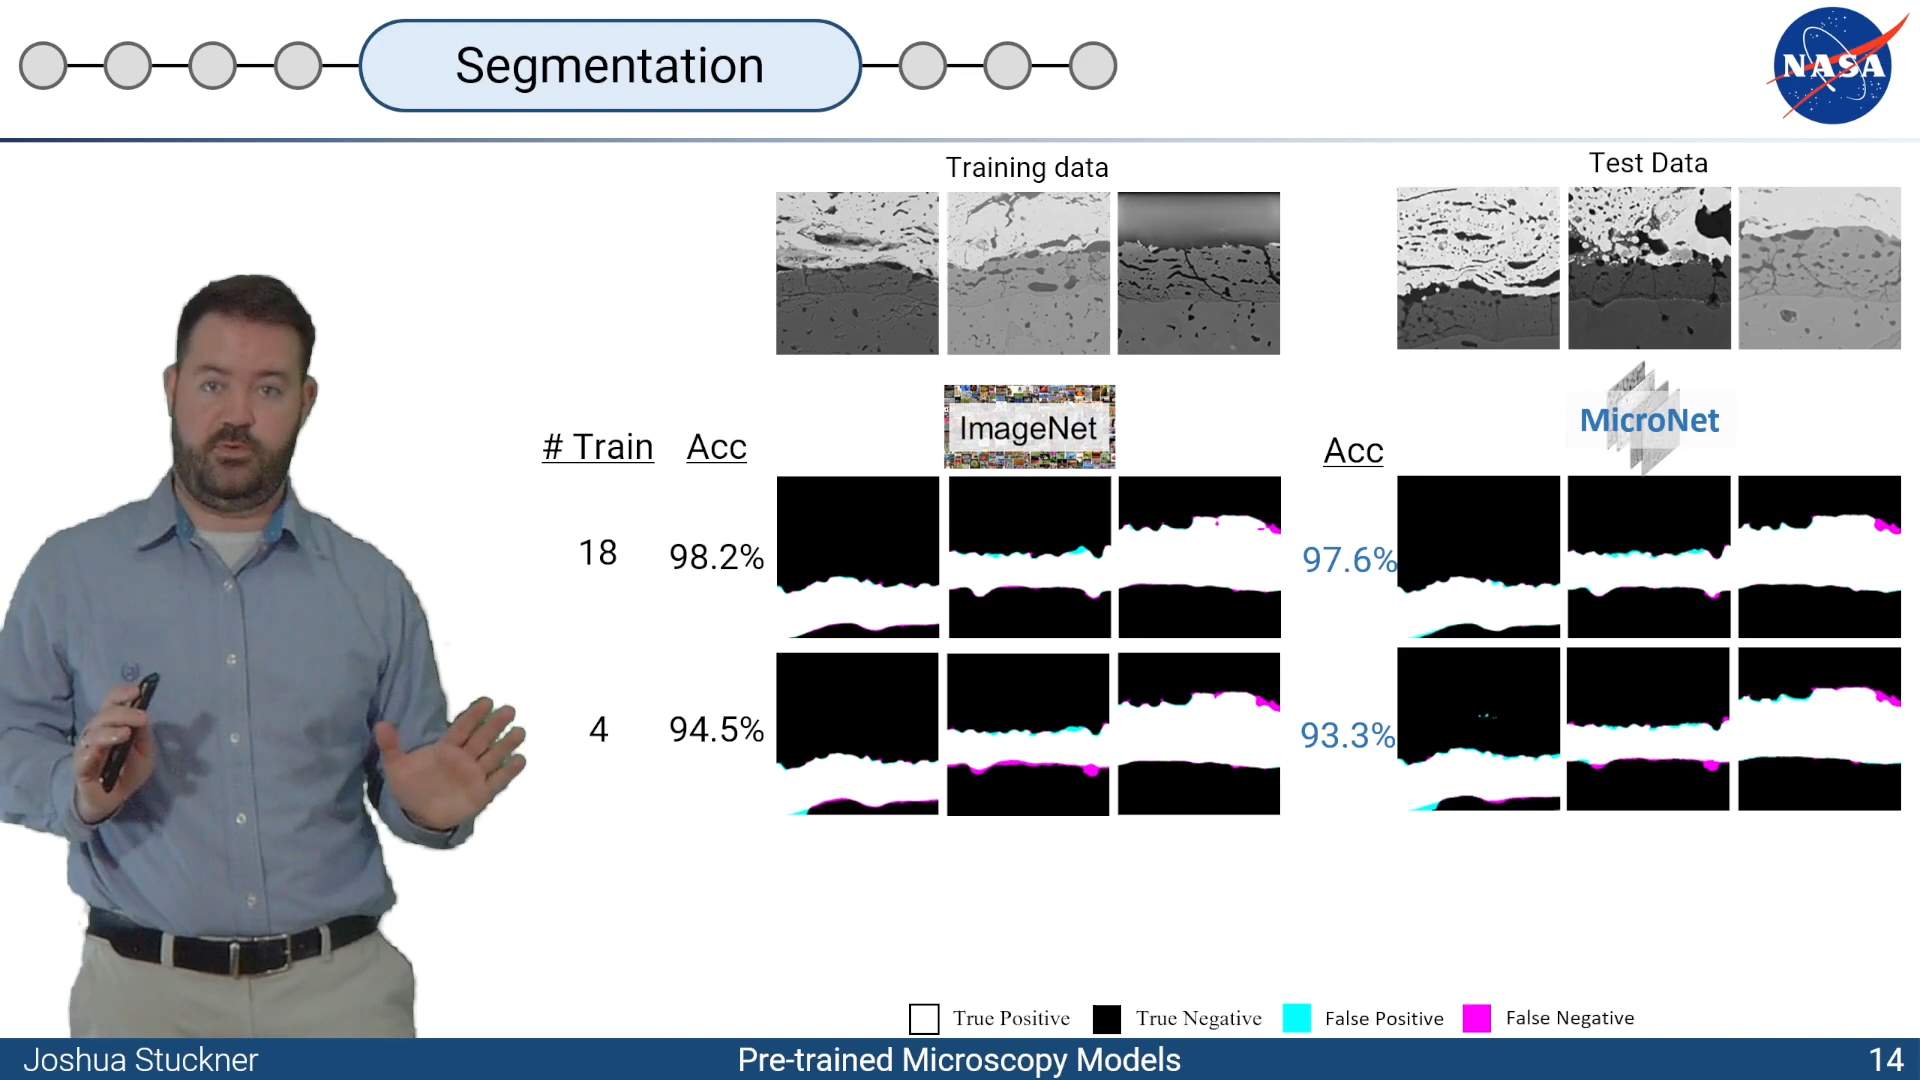 Segmentation
NASA
Training data
Test Data
ImageNet
MicroNet
# Train Acc
Acc
18 98.2%
97.6%
4 94.5%
93.3%
True Positive True Negative False Positive False Negative
Joshua Stuckner Pre-trained Microscopy Models 14